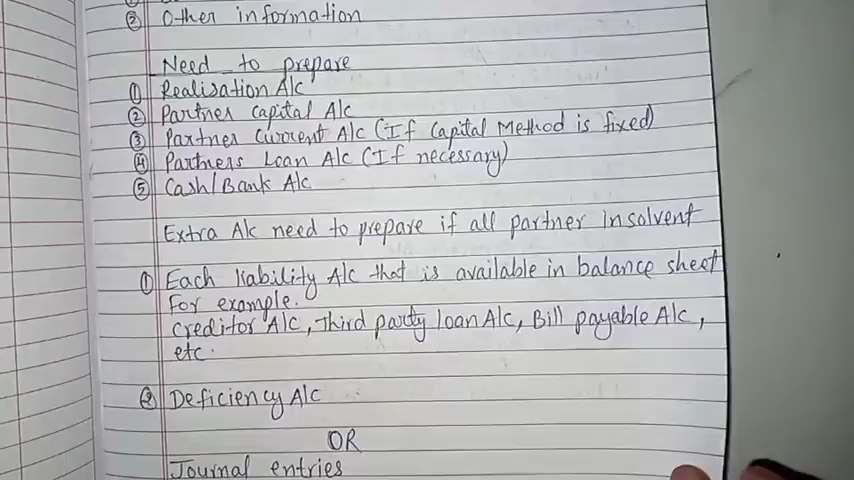 ② Other information
Need to prepare
① Realisation A/c
② Partner capital A/c
③ Partner Current A/c (If Capital Method is fixed)
④ Partners Loan A/c (If necessary)
⑤ Cash/Bank A/c
Extra A/c need to prepare if all partner insolvent
① Each liability A/c that is available in balance sheet
For example.
Creditor A/c, Third party loan A/c, Bill payable A/c,
etc.
② Deficiency A/c
OR
Journal entries